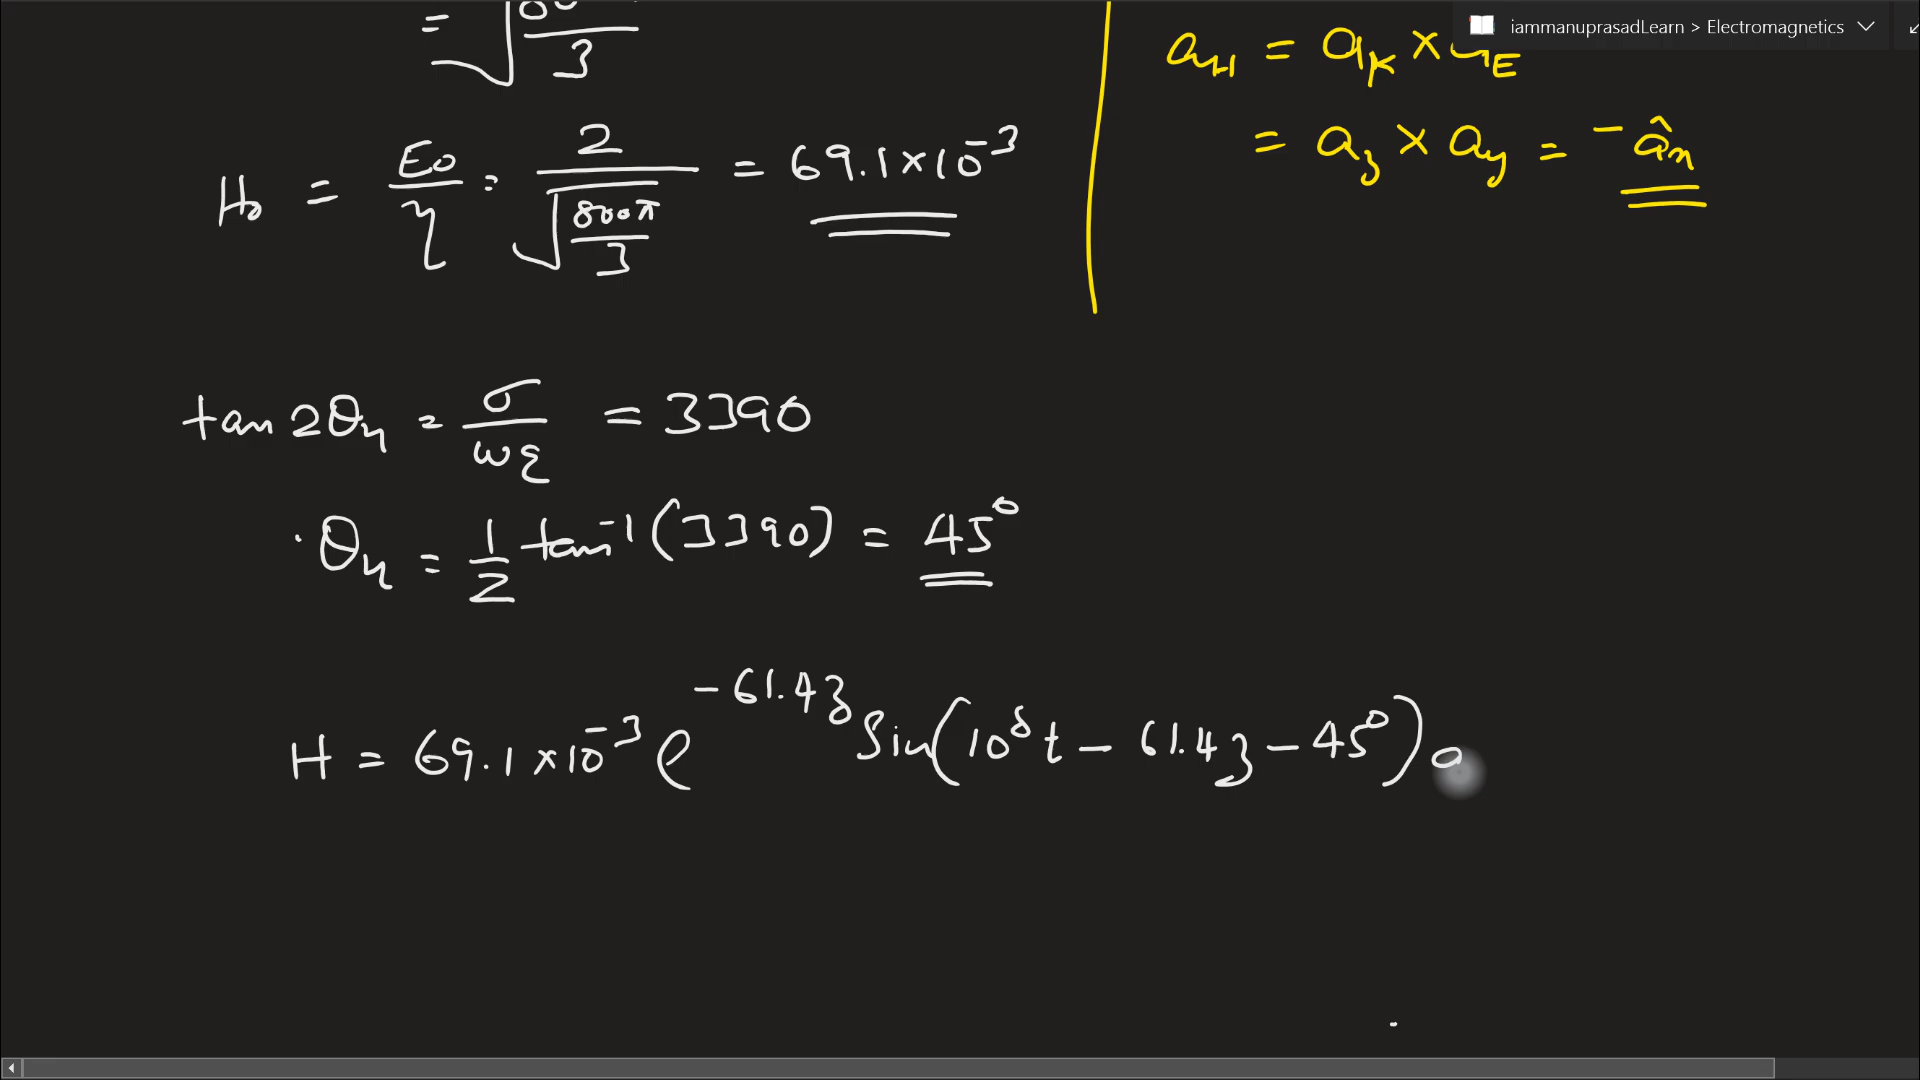 iammanuprasadLearn > Electromagnetics
= √ 800 / 3
a_H = a_K × a_E
= a_z × a_y = -â_x
H₀ = E₀/η = 2/√(800π/3) = 69.1×10⁻³
tan 2θ_η = σ/ωε = 3390
θ_η = 1/2 tan⁻¹(3390) = 45°
H = 69.1×10⁻³ e^(-61.4z) Sin(10⁸t - 61.4z - 45°) a